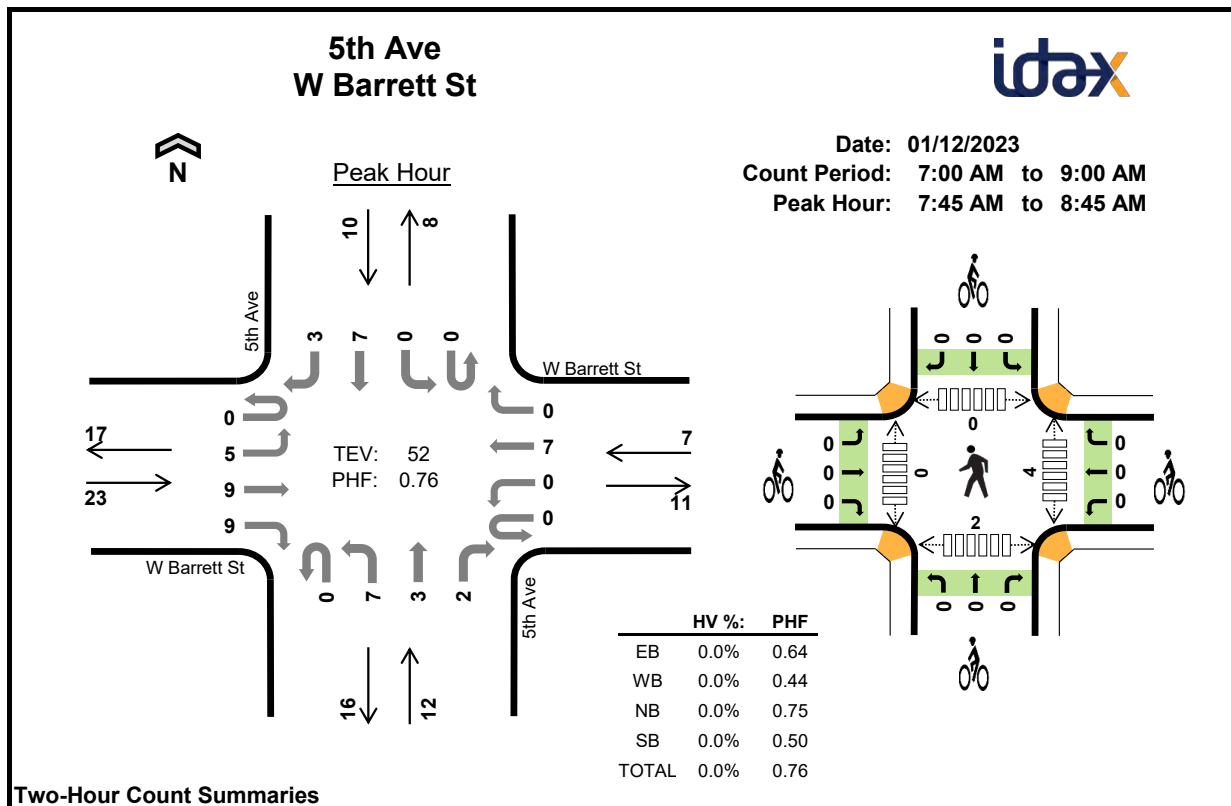 5th Ave
W Barrett St
idax
N
Peak Hour
Date: 01/12/2023
Count Period: 7:00 AM to 9:00 AM
Peak Hour: 7:45 AM to 8:45 AM
10
8
5th Ave
3 7 0 0
W Barrett St
0
5
9
9
17
23
TEV: 52
PHF: 0.76
0
7
0
0
7
11
W Barrett St
0 7 3 2
5th Ave
16
12
0 0 0
0
0
0
0
0
4
0
0
0
2
0 0 0
HV %: PHF
EB 0.0% 0.64
WB 0.0% 0.44
NB 0.0% 0.75
SB 0.0% 0.50
TOTAL 0.0% 0.76
Two-Hour Count Summaries